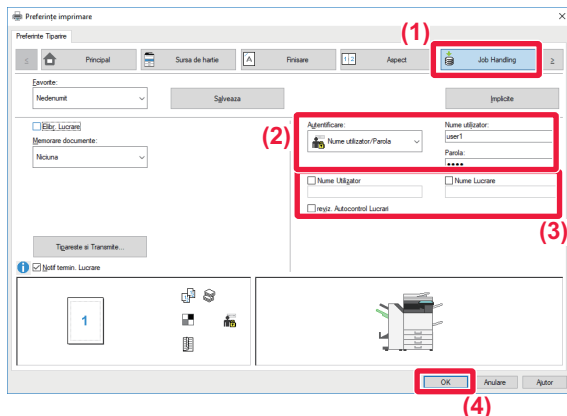 Preferințe imprimare
Preferinte Tiparire
(1)
Principal
Sursa de hartie
Finisare
Aspect
Job Handling
Favorite:
Nedenumit
Salveaza
Implicite
Elibr. Lucrare
Memorare documente:
Niciuna
(2)
Autentificare:
Nume utilizator/Parola
Nume utilizator:
user1
Parola:
••••
Nume Utilizator
Nume Lucrare
reviz. Autocontrol Lucrari
(3)
Tipareste si Transmite...
Notif termin. Lucrare
1
OK
Anulare
Ajutor
(4)